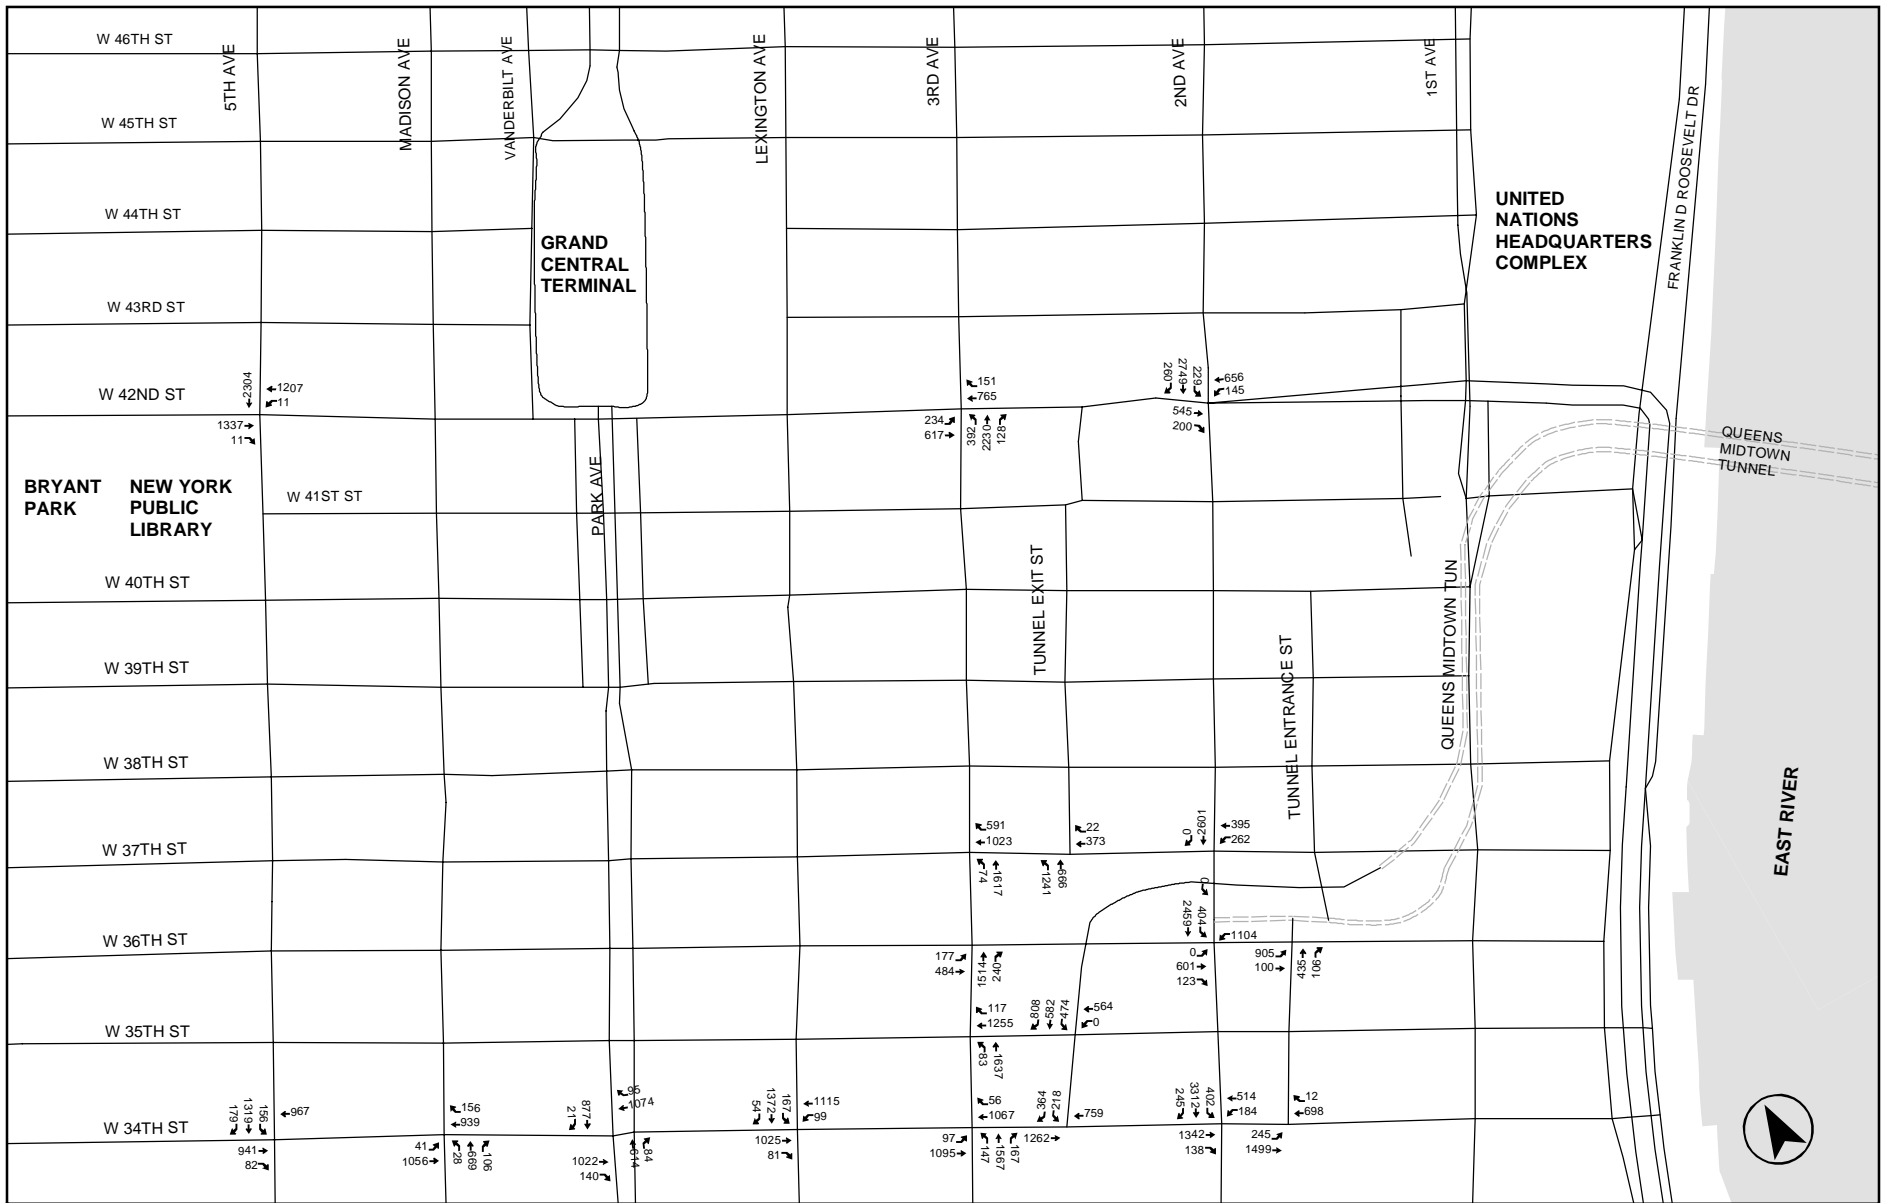 W 46TH ST
5TH AVE
MADISON AVE
VANDERBILT AVE
LEXINGTON AVE
3RD AVE
2ND AVE
1ST AVE
FRANKLIN D ROOSEVELT DR
W 45TH ST
W 44TH ST
UNITED
NATIONS
HEADQUARTERS
COMPLEX
GRAND
CENTRAL
TERMINAL
W 43RD ST
W 42ND ST
2304
1207
11
1337
11
151
765
234
617
392
2230
128
260
2749
229
656
145
545
200
QUEENS
MIDTOWN
TUNNEL
BRYANT
PARK
NEW YORK
PUBLIC
LIBRARY
W 41ST ST
PARK AVE
W 40TH ST
TUNNEL EXIT ST
QUEENS MIDTOWN TUN
W 39TH ST
TUNNEL ENTRANCE ST
W 38TH ST
EAST RIVER
W 37TH ST
591
1023
74
1617
22
373
1241
666
0
2601
395
262
W 36TH ST
0
2459
404
1104
177
484
1514
240
0
601
123
905
100
435
106
W 35TH ST
117
1255
83
1637
808
582
474
564
0
W 34TH ST
179
1319
156
967
941
82
156
939
41
1056
28
669
106
21
877
95
1074
1022
140
614
84
54
1372
167
1115
99
1025
81
56
1067
97
1095
147
1567
167
364
218
759
1262
245
3312
402
514
184
1342
138
12
698
245
1499